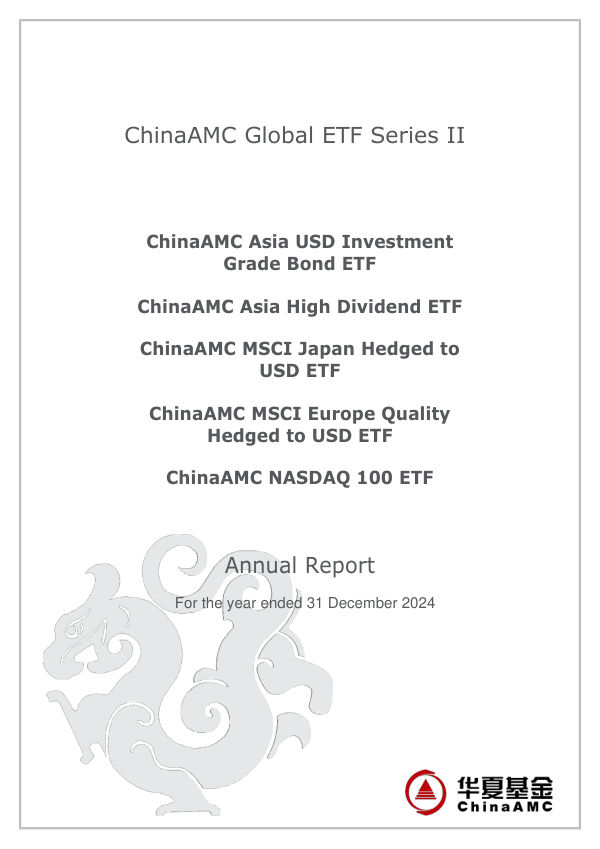 ChinaAMC Global ETF Series II
ChinaAMC Asia USD Investment
Grade Bond ETF
ChinaAMC Asia High Dividend ETF
ChinaAMC MSCI Japan Hedged to
USD ETF
ChinaAMC MSCI Europe Quality
Hedged to USD ETF
ChinaAMC NASDAQ 100 ETF
Annual Report
For the year ended 31 December 2024
华夏基金
ChinaAMC